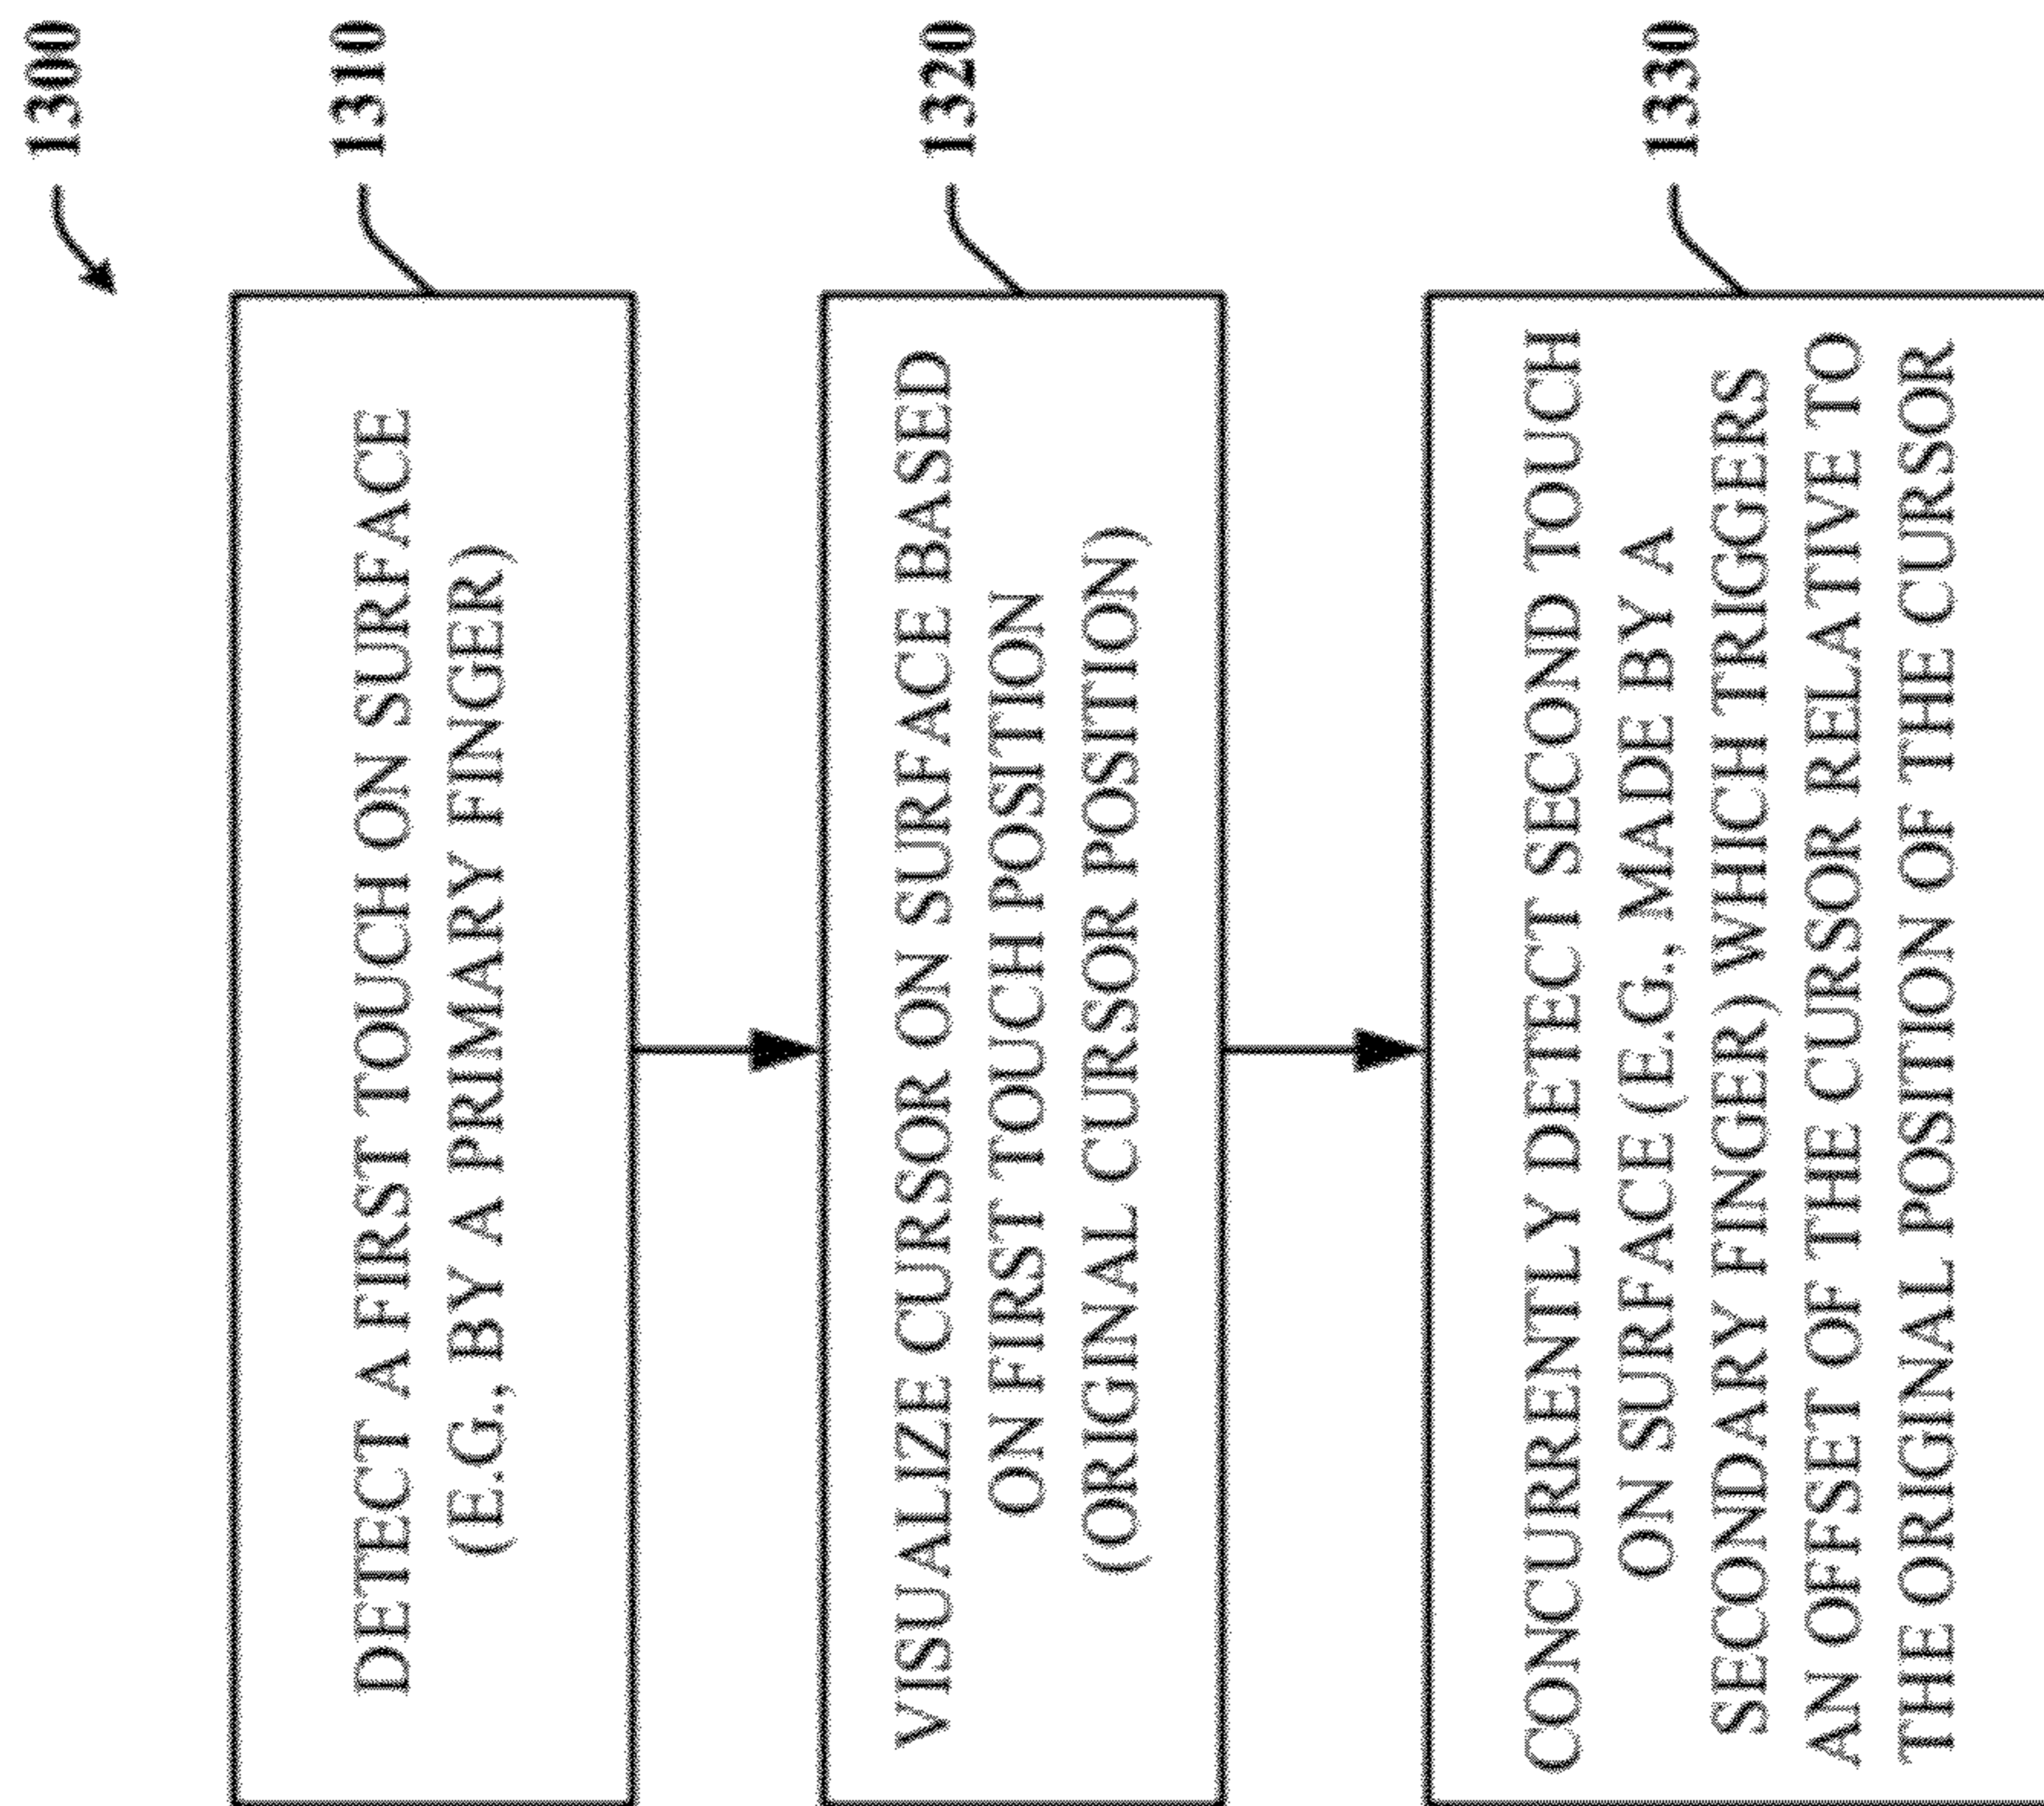 1300
1310
DETECT A FIRST TOUCH ON SURFACE
(E.G., BY A PRIMARY FINGER)
1320
VISUALIZE CURSOR ON SURFACE BASED
ON FIRST TOUCH POSITION
(ORIGINAL CURSOR POSITION)
1330
CONCURRENTLY DETECT SECOND TOUCH
ON SURFACE (E.G., MADE BY A
SECONDARY FINGER) WHICH TRIGGERS
AN OFFSET OF THE CURSOR RELATIVE TO
THE ORIGINAL POSITION OF THE CURSOR